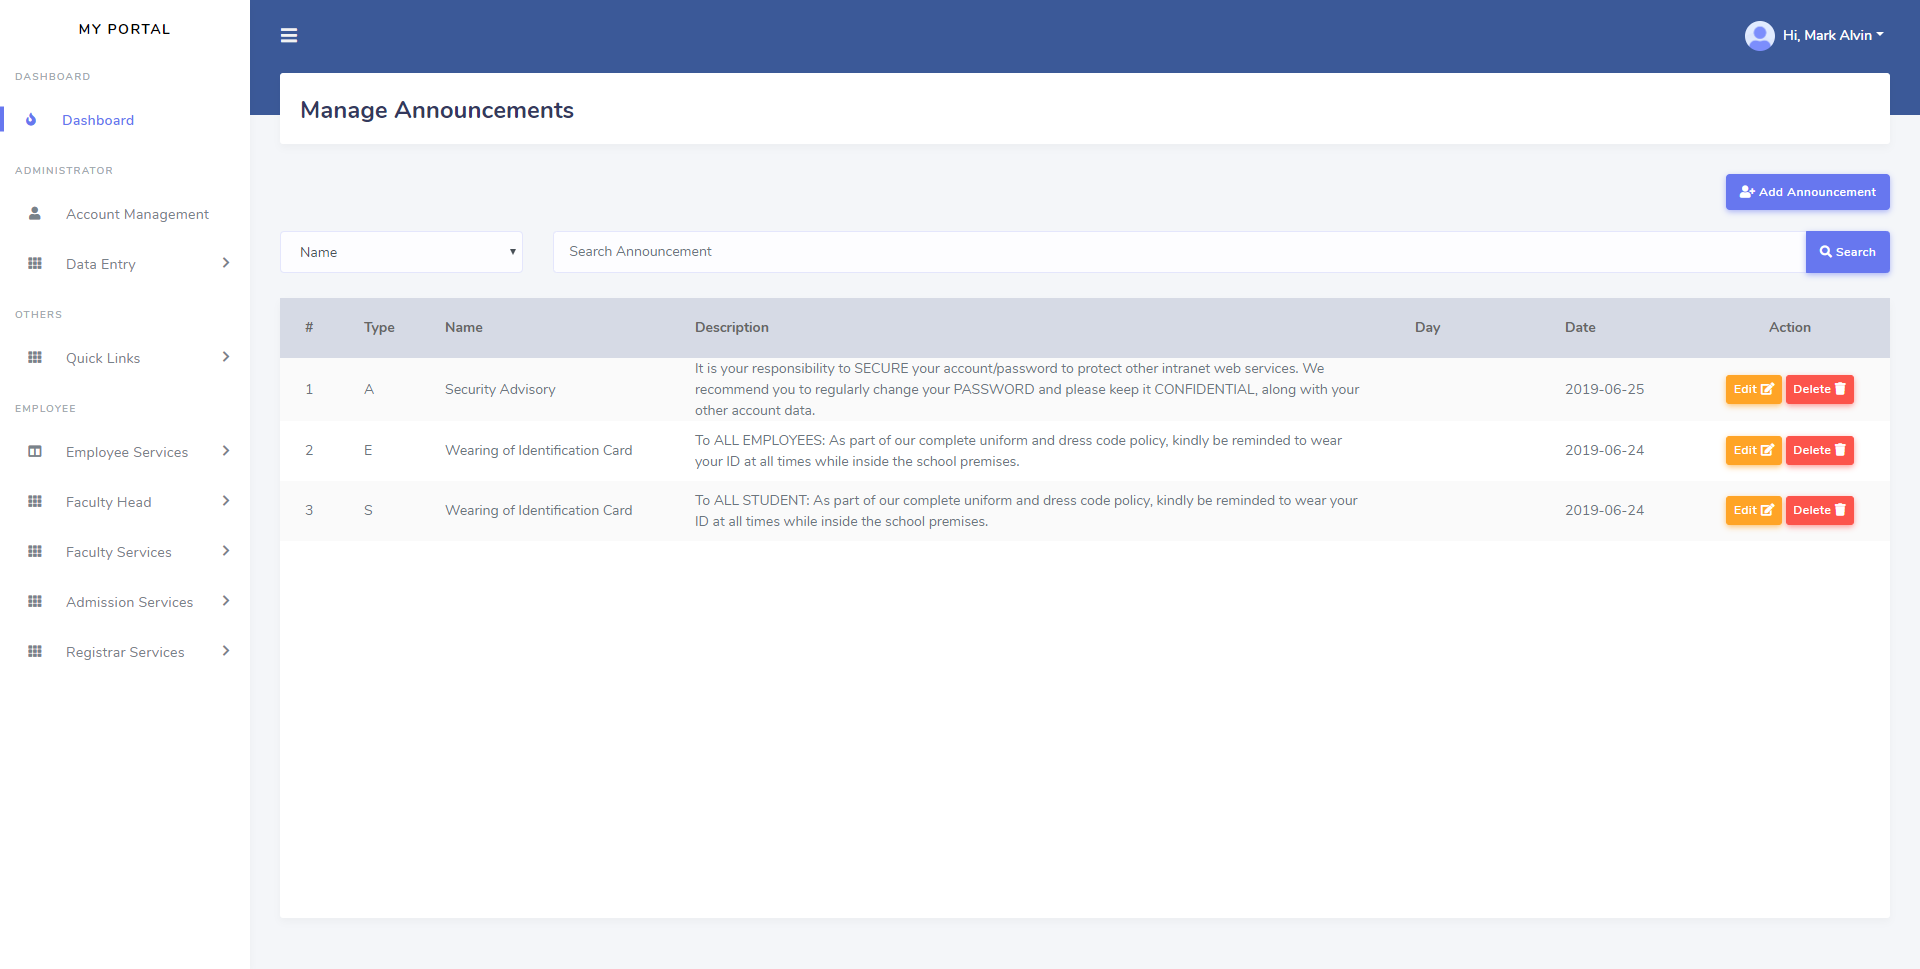 MY PORTAL
Hi, Mark Alvin
DASHBOARD
Dashboard
ADMINISTRATOR
Account Management
Data Entry
OTHERS
Quick Links
EMPLOYEE
Employee Services
Faculty Head
Faculty Services
Admission Services
Registrar Services
Manage Announcements
Add Announcement
Name
Search Announcement
Search
# Type Name Description Day Date Action
1 A Security Advisory
It is your responsibility to SECURE your account/password to protect other intranet web services. We
recommend you to regularly change your PASSWORD and please keep it CONFIDENTIAL, along with your
other account data.
2019-06-25 Edit Delete
2 E Wearing of Identification Card
To ALL EMPLOYEES: As part of our complete uniform and dress code policy, kindly be reminded to wear
your ID at all times while inside the school premises.
2019-06-24 Edit Delete
3 S Wearing of Identification Card
To ALL STUDENT: As part of our complete uniform and dress code policy, kindly be reminded to wear your
ID at all times while inside the school premises.
2019-06-24 Edit Delete